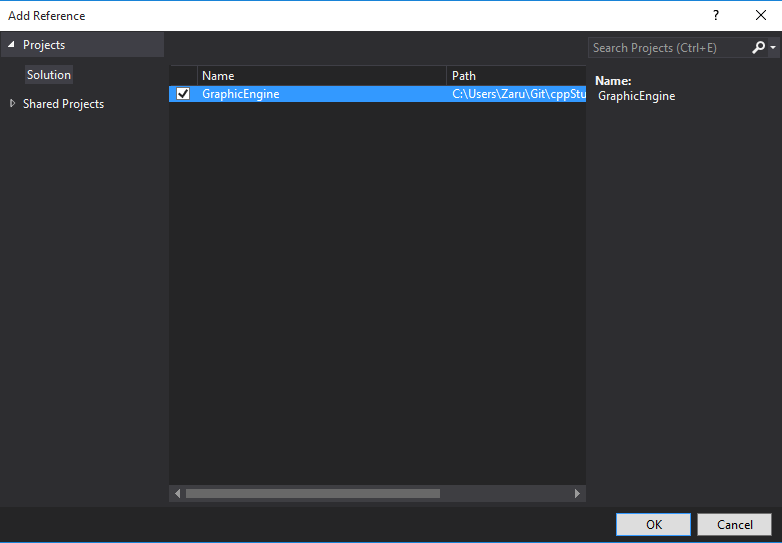 Add Reference
?
Projects
Search Projects (Ctrl+E)
Solution
Name Path
Name:
GraphicEngine C:\Users\Zaru\Git\cppStu
GraphicEngine
Shared Projects
OK
Cancel